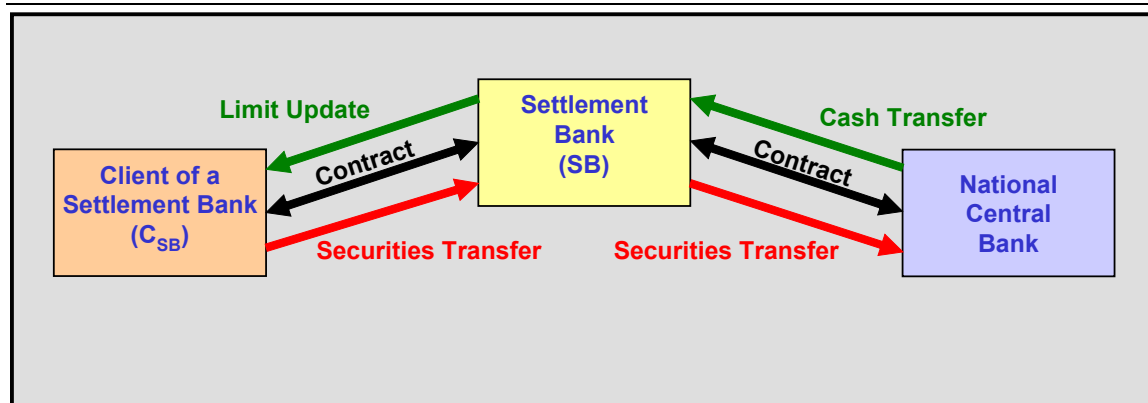 Limit Update
Contract
Client of a
Settlement Bank
(CSB)
Securities Transfer
Settlement
Bank
(SB)
Cash Transfer
Contract
Securities Transfer
National
Central
Bank